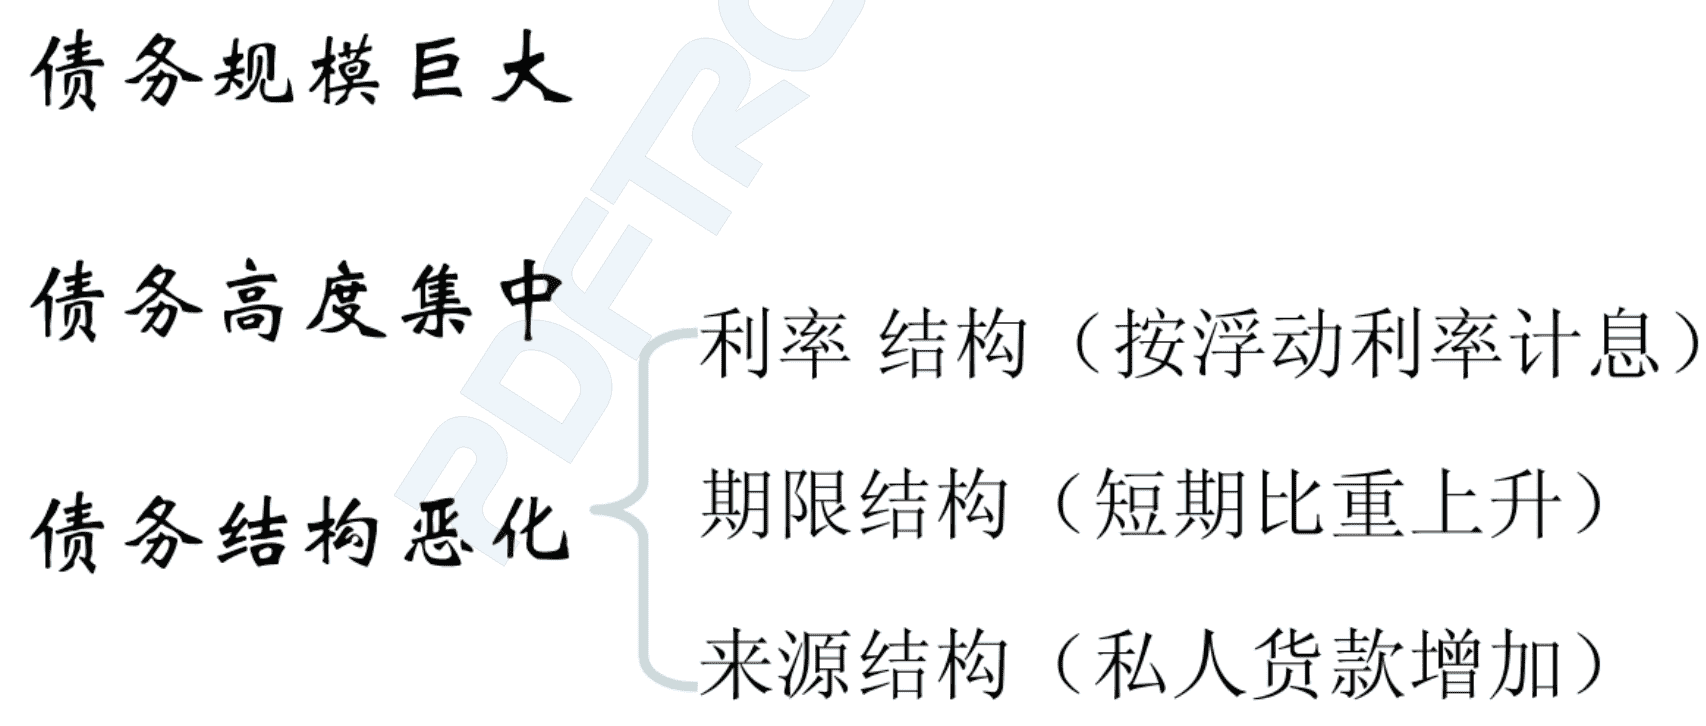 债务规模巨大
债务高度集中
债务结构恶化
利率 结构（按浮动利率计息）
期限结构（短期比重上升）
来源结构（私人货款增加）
PDFTRO